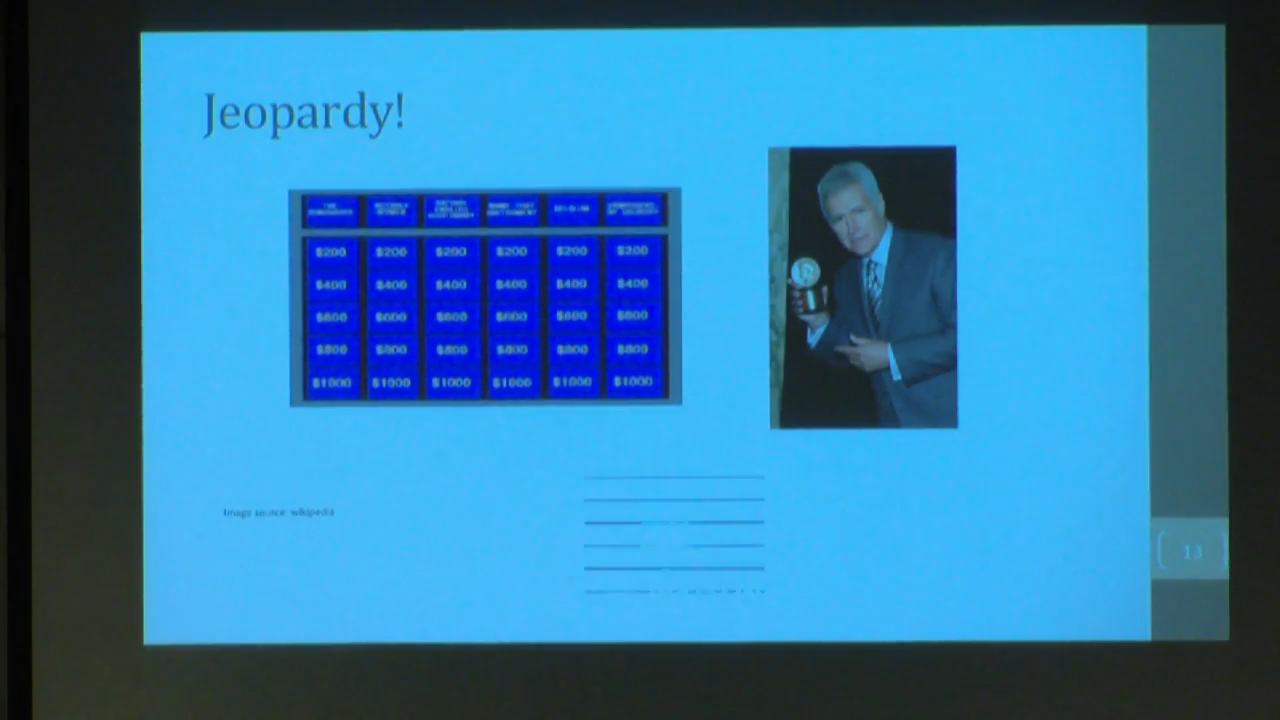 Jeopardy!
$200 $200 $200 $200 $200 $200
$400 $400 $400 $400 $400 $400
$600 $600 $600 $600 $600 $600
$800 $800 $800 $800 $800 $800
$1000 $1000 $1000 $1000 $1000 $1000
Image source: wikipedia
13